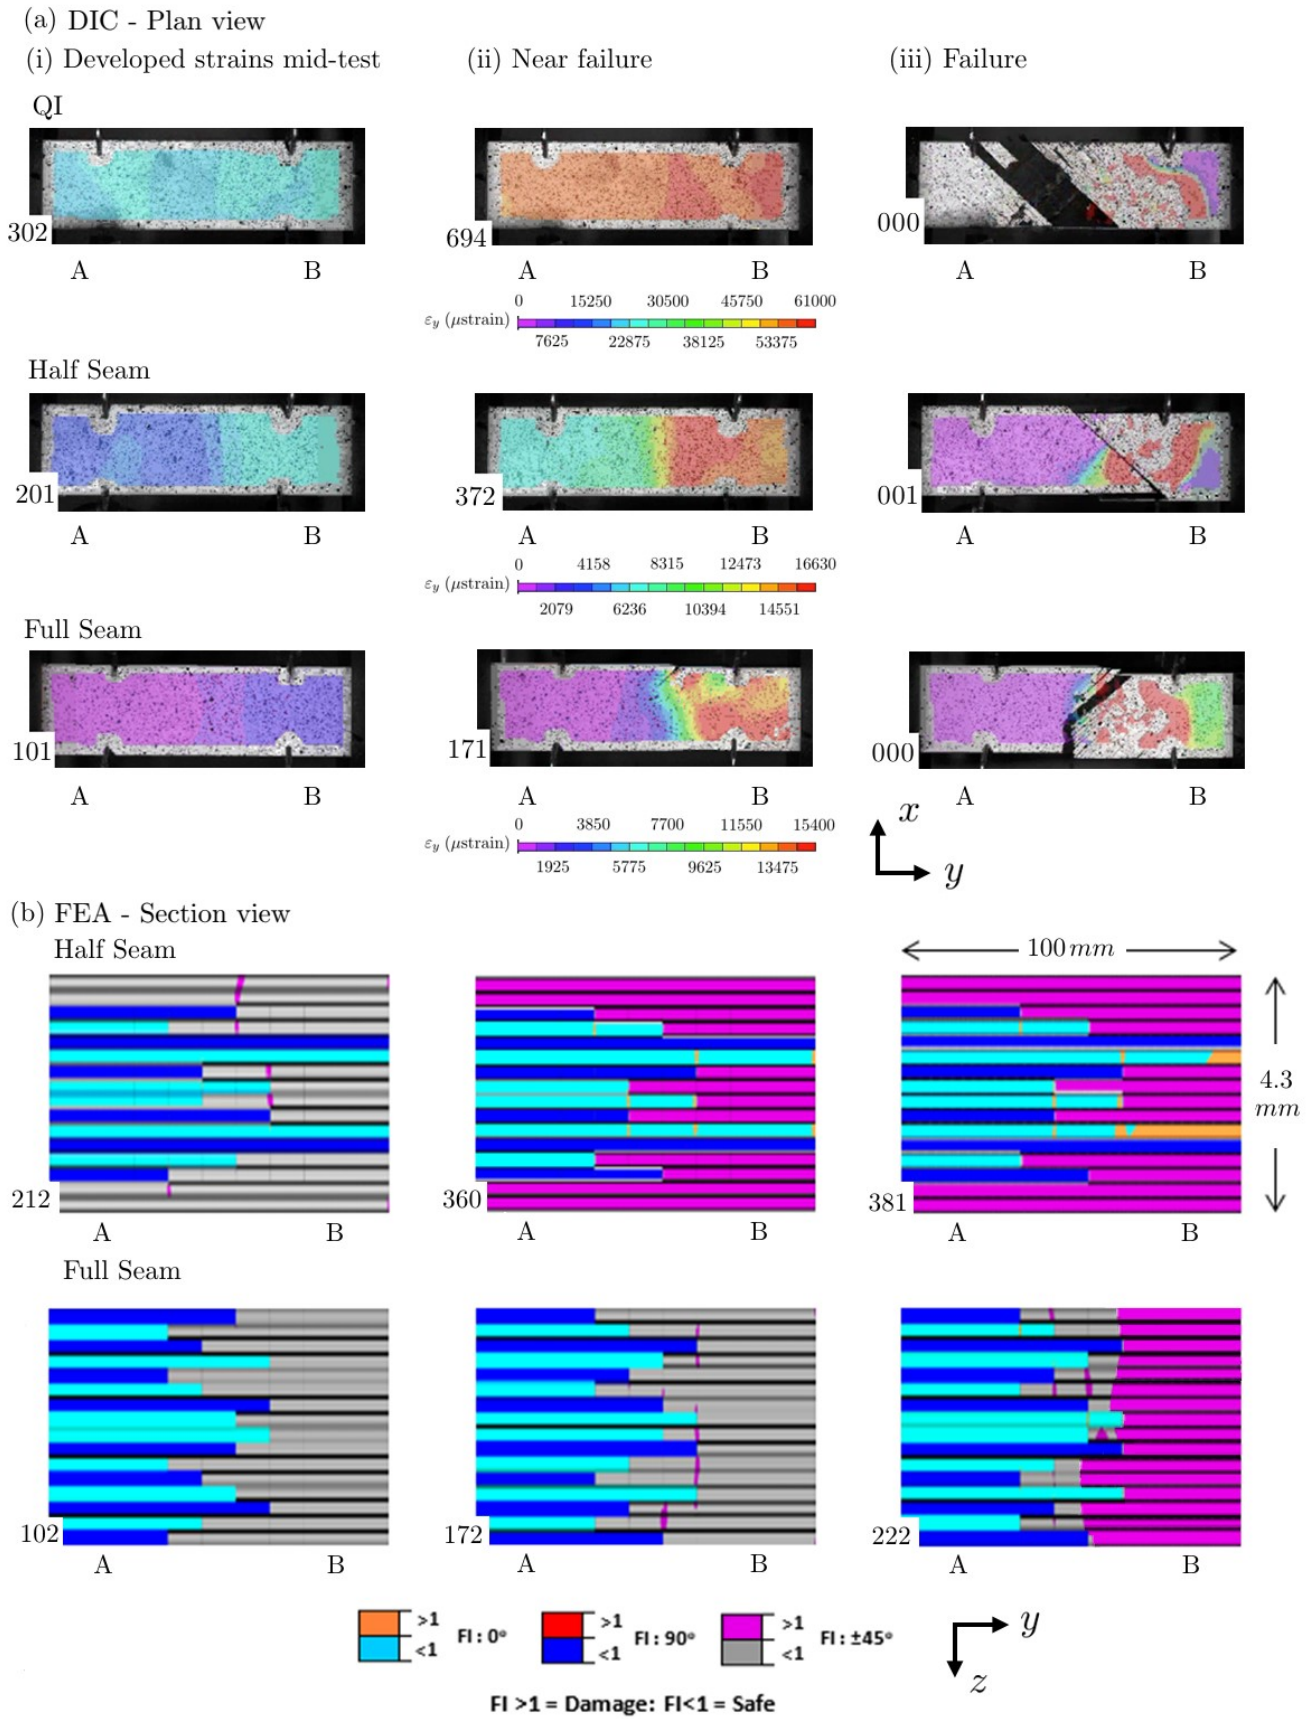 (a) DIC - Plan view
(i) Developed strains mid-test (ii) Near failure (iii) Failure
QI
302 694 000
A B A B A B
0 15250 30500 45750 61000
εy (μstrain)
7625 22875 38125 53375
Half Seam
201 372 001
A B A B A B
0 4158 8315 12473 16630
εy (μstrain)
2079 6236 10394 14551
Full Seam
101 171 000
A B A B A B
0 3850 7700 11550 15400
εy (μstrain)
1925 5775 9625 13475
x
y
(b) FEA - Section view
Half Seam
100 mm
4.3
mm
212 360 381
A B A B A B
Full Seam
102 172 222
A B A B A B
>1 >1 >1
FI: 0° FI: 90° FI: ±45°
<1 <1 <1
y
z
FI >1 = Damage: FI<1 = Safe